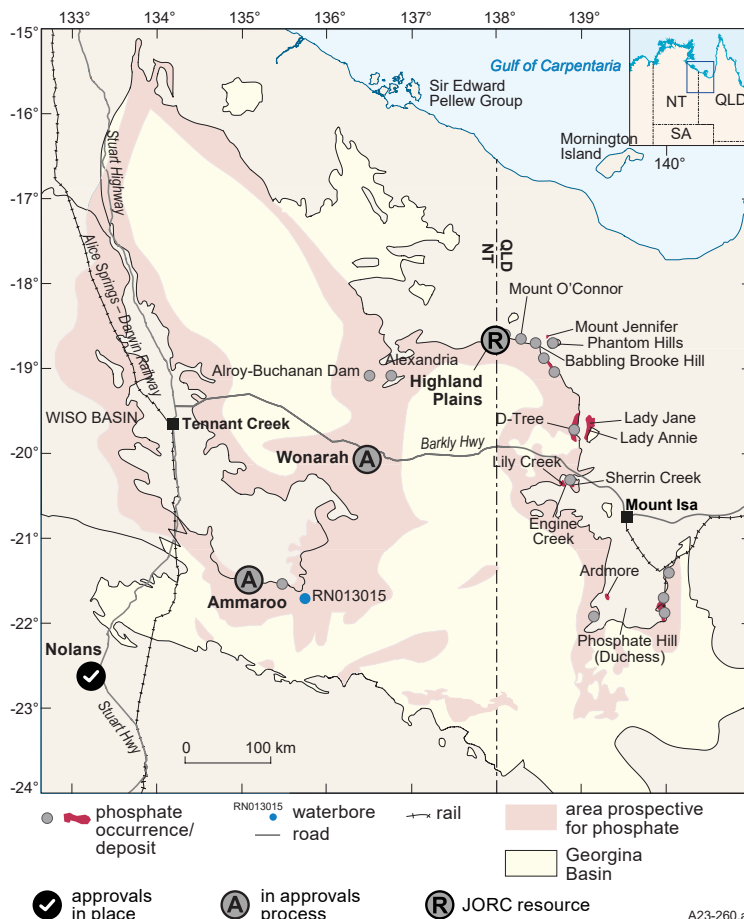 133° 134° 135° 136° 137° 138° 139°
-15°
-16°
-17°
-18°
-19°
-20°
-21°
-22°
-23°
-24°
Gulf of Carpentaria
Sir Edward
Pellew Group
Mornington
Island
NT
QLD
SA
140°
Stuart Highway
Alice Springs – Darwin Railway
QLD
NT
Mount O'Connor
Mount Jennifer
Phantom Hills
Babbling Brooke Hill
Alroy-Buchanan Dam
Alexandria
Highland
Plains
R
WISO BASIN
Tennant Creek
D-Tree
Lady Jane
Lady Annie
Wonarah
A
Barkly Hwy
Lily Creek
Sherrin Creek
Mount Isa
Engine
Creek
A
Ammaroo
RN013015
Ardmore
Phosphate Hill
(Duchess)
Nolans
Stuart Hwy
0 100 km
phosphate
occurrence/
deposit
RN013015
waterbore
road
rail
area prospective
for phosphate
Georgina
Basin
approvals
in place
A
in approvals
process
R
JORC resource
A23-260.a